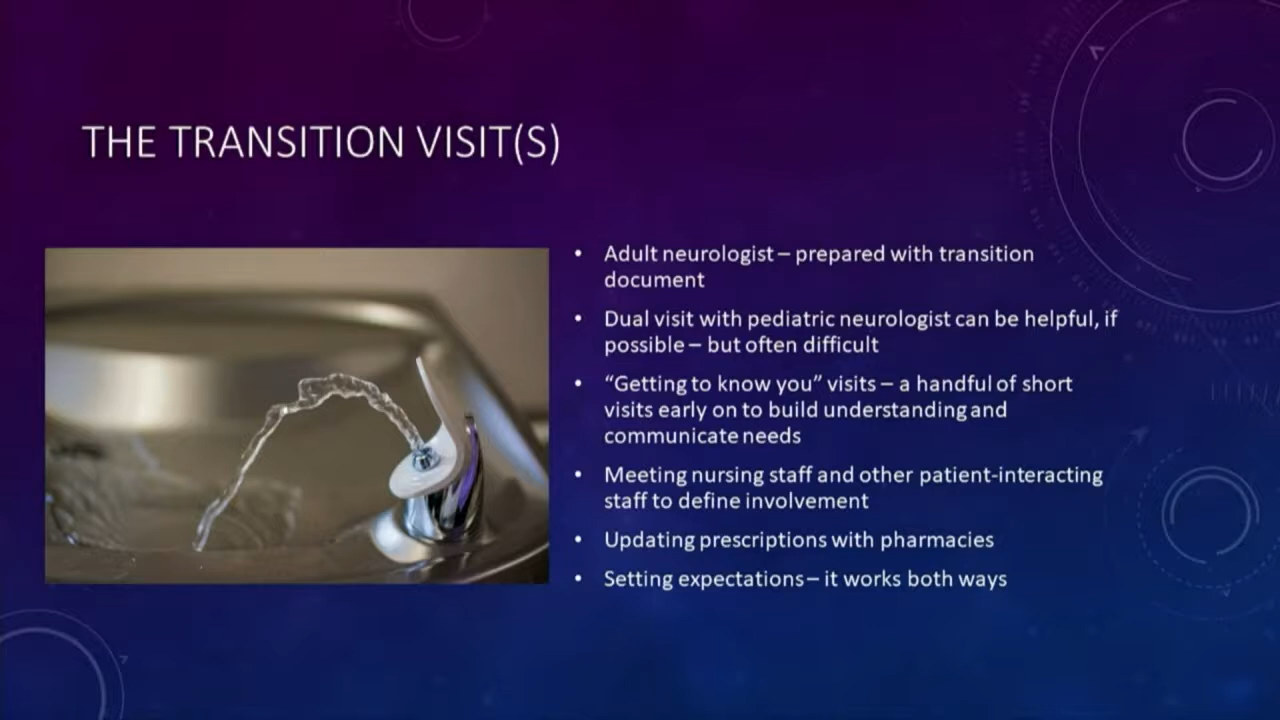 THE TRANSITION VISIT(S)
• Adult neurologist – prepared with transition
document
• Dual visit with pediatric neurologist can be helpful, if
possible – but often difficult
• “Getting to know you” visits – a handful of short
visits early on to build understanding and
communicate needs
• Meeting nursing staff and other patient-interacting
staff to define involvement
• Updating prescriptions with pharmacies
• Setting expectations – it works both ways